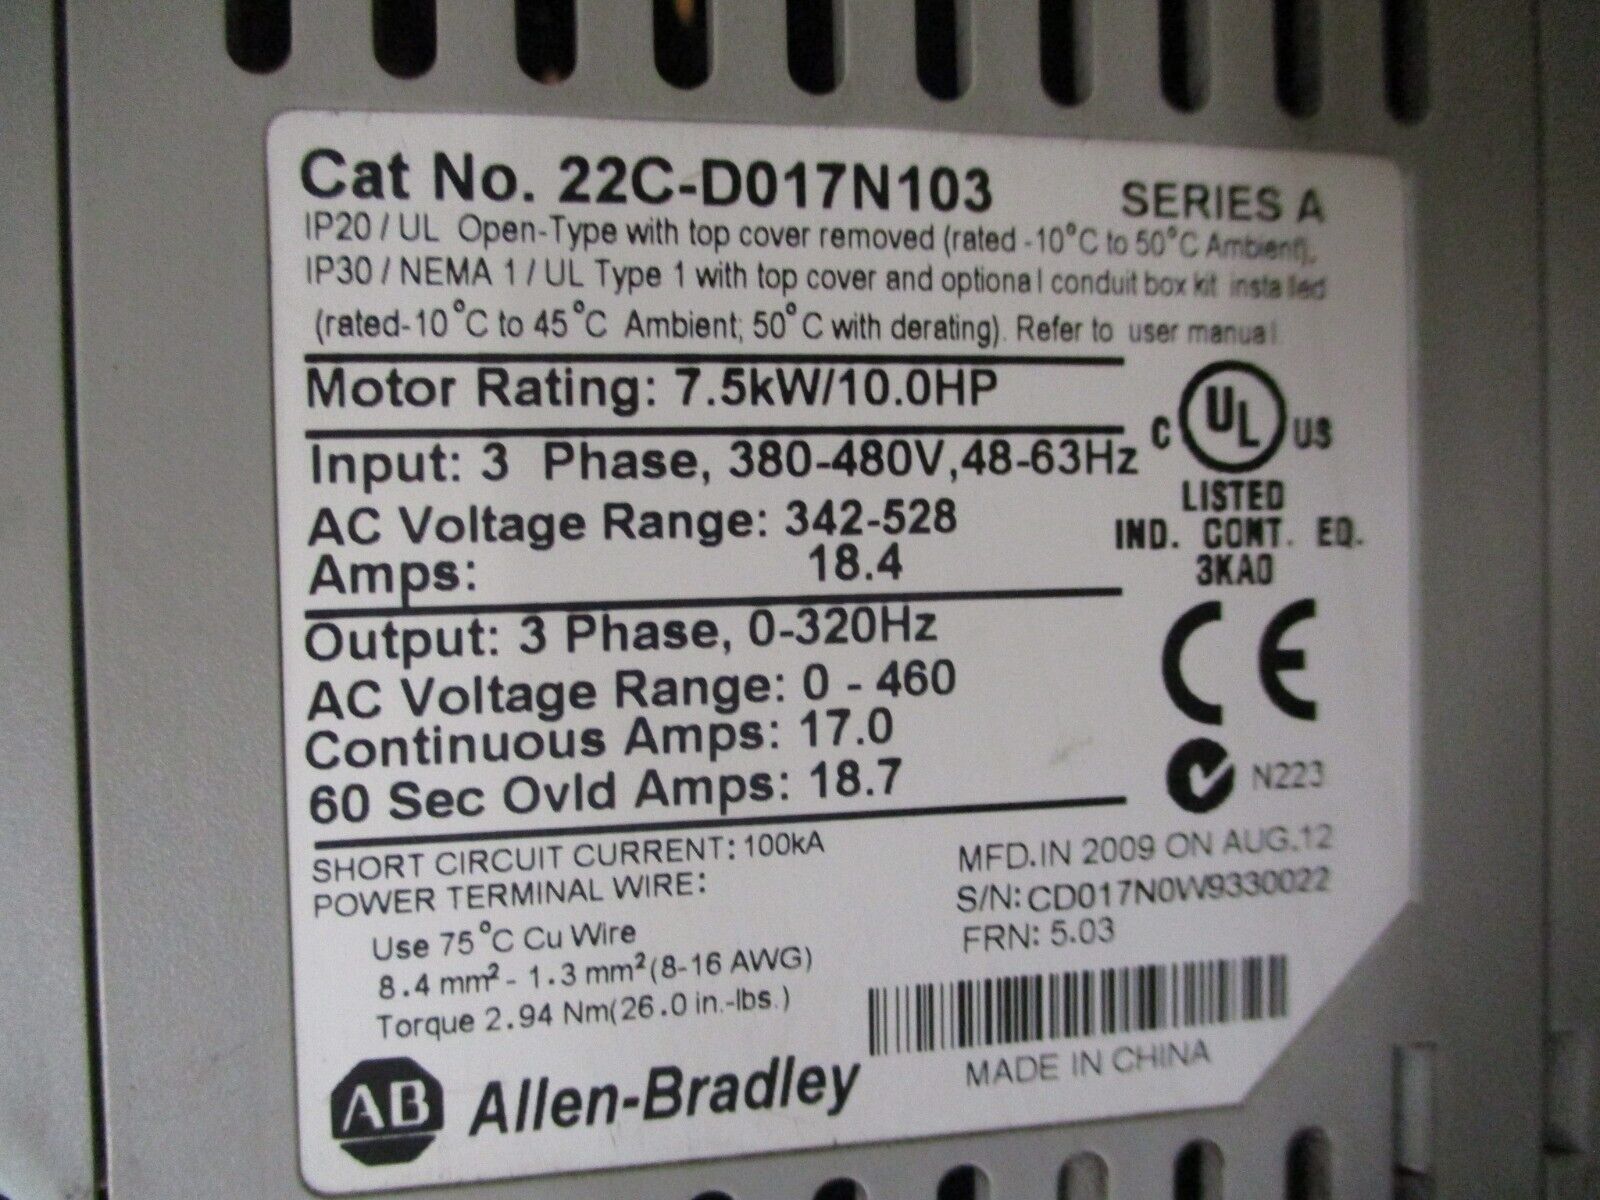 Cat No. 22C-D017N103 SERIES A
IP20 / UL Open-Type with top cover removed (rated -10°C to 50°C Ambient),
IP30 / NEMA 1 / UL Type 1 with top cover and optional conduit box kit installed
(rated-10°C to 45°C Ambient; 50°C with derating). Refer to user manual.
Motor Rating: 7.5kW/10.0HP
Input: 3 Phase, 380-480V,48-63Hz
AC Voltage Range: 342-528
Amps: 18.4
C UL US
LISTED
IND. CONT. EQ.
3KA0
Output: 3 Phase, 0-320Hz
AC Voltage Range: 0 - 460
Continuous Amps: 17.0
60 Sec Ovld Amps: 18.7
CE
N223
SHORT CIRCUIT CURRENT: 100kA
POWER TERMINAL WIRE:
Use 75°C Cu Wire
8.4 mm² - 1.3 mm² (8-16 AWG)
Torque 2.94 Nm(26.0 in.-lbs.)
MFD.IN 2009 ON AUG.12
S/N: CD017N0W9330022
FRN: 5.03
MADE IN CHINA
AB Allen-Bradley